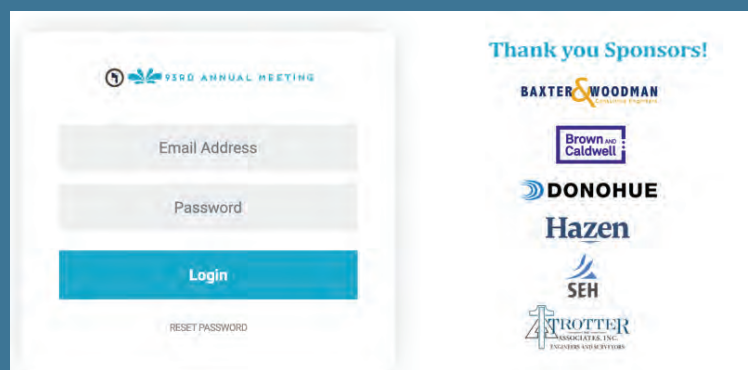 93RD ANNUAL MEETING
Email Address
Password
Login
RESET PASSWORD
Thank you Sponsors!
BAXTER & WOODMAN
Consulting Engineers
Brown AND
Caldwell
DONOHUE
Hazen
SEH
TROTTER
ASSOCIATES, INC.
ENGINEERS AND SURVEYORS